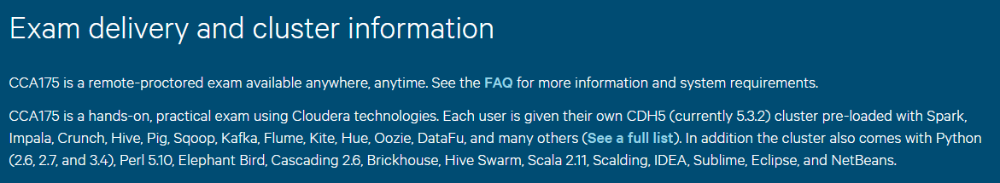 Exam delivery and cluster information
CCA175 is a remote-proctored exam available anywhere, anytime. See the FAQ for more information and system requirements.
CCA175 is a hands-on, practical exam using Cloudera technologies. Each user is given their own CDH5 (currently 5.3.2) cluster pre-loaded with Spark,
Impala, Crunch, Hive, Pig, Sqoop, Kafka, Flume, Kite, Hue, Oozie, DataFu, and many others (See a full list). In addition the cluster also comes with Python
(2.6, 2.7, and 3.4), Perl 5.10, Elephant Bird, Cascading 2.6, Brickhouse, Hive Swarm, Scala 2.11, Scalding, IDEA, Sublime, Eclipse, and NetBeans.